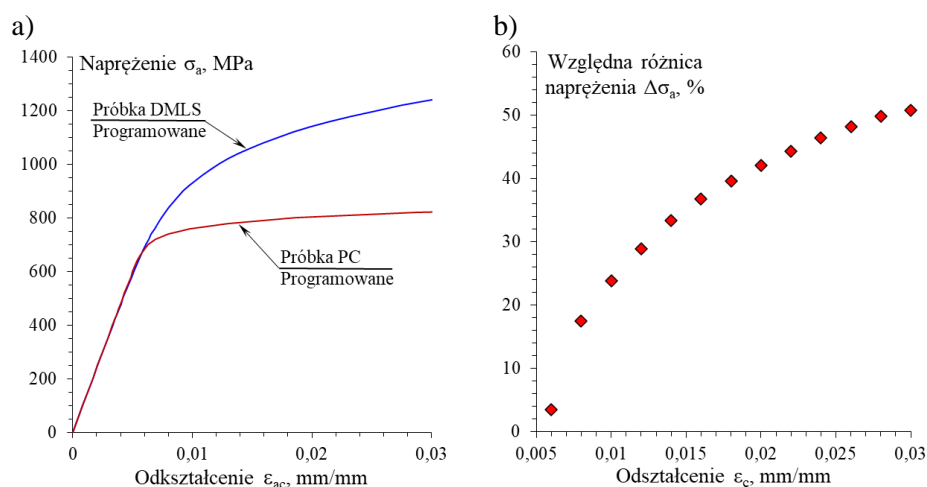 a)
Naprężenie σa, MPa
1400
1200
1000
800
600
400
200
0
Próbka DMLS
Programowane
Próbka PC
Programowane
0
0,01
0,02
0,03
Odkształcenie εac, mm/mm
b)
Względna różnica
naprężenia Δσa, %
60
50
40
30
20
10
0
0,005
0,01
0,015
0,02
0,025
0,03
Odształcenie εc, mm/mm